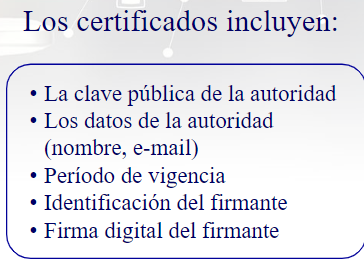 Los certificados incluyen:
• La clave pública de la autoridad
• Los datos de la autoridad
(nombre, e-mail)
• Período de vigencia
• Identificación del firmante
• Firma digital del firmante